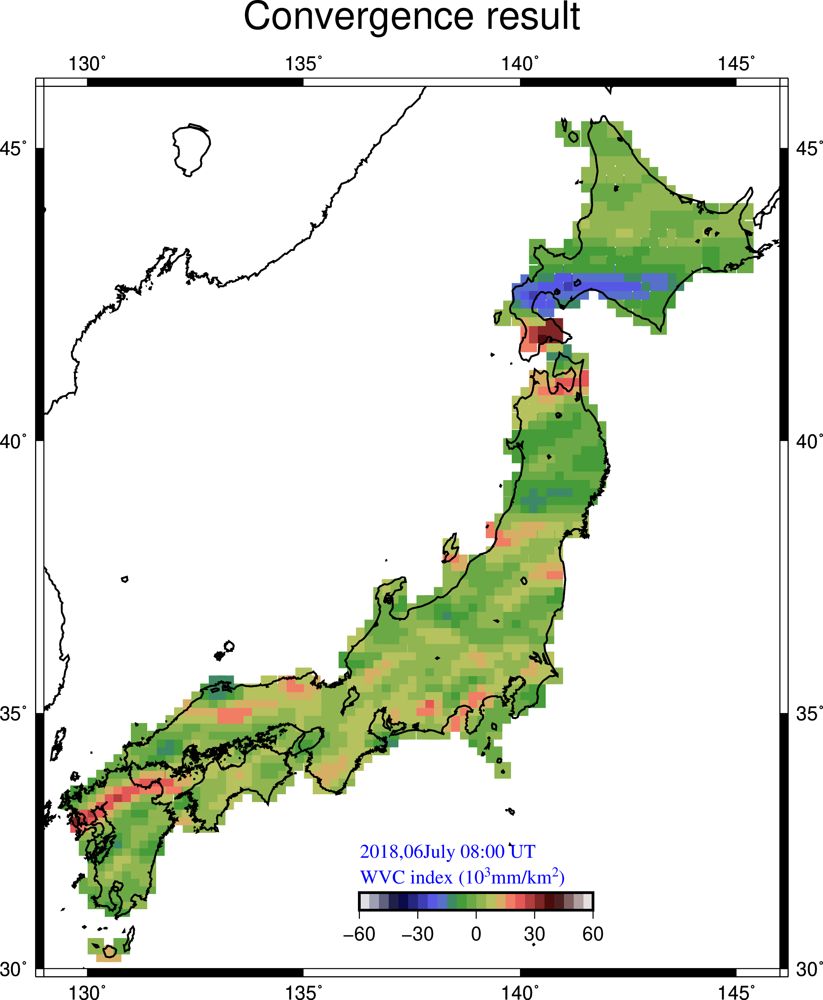 Convergence result
130° 135° 140° 145°
45° 45°
40° 40°
35° 35°
2018,06July 08:00 UT
WVC index (10³mm/km²)
−60 −30 0 30 60
30° 30°
130° 135° 140° 145°